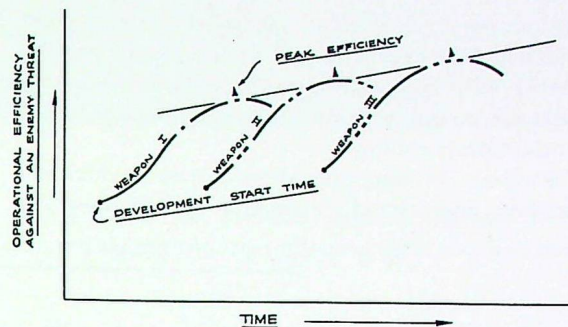 OPERATIONAL EFFICIENCY
AGAINST AN ENEMY THREAT
PEAK EFFICIENCY
WEAPON I
WEAPON II
WEAPON III
DEVELOPMENT START TIME
TIME